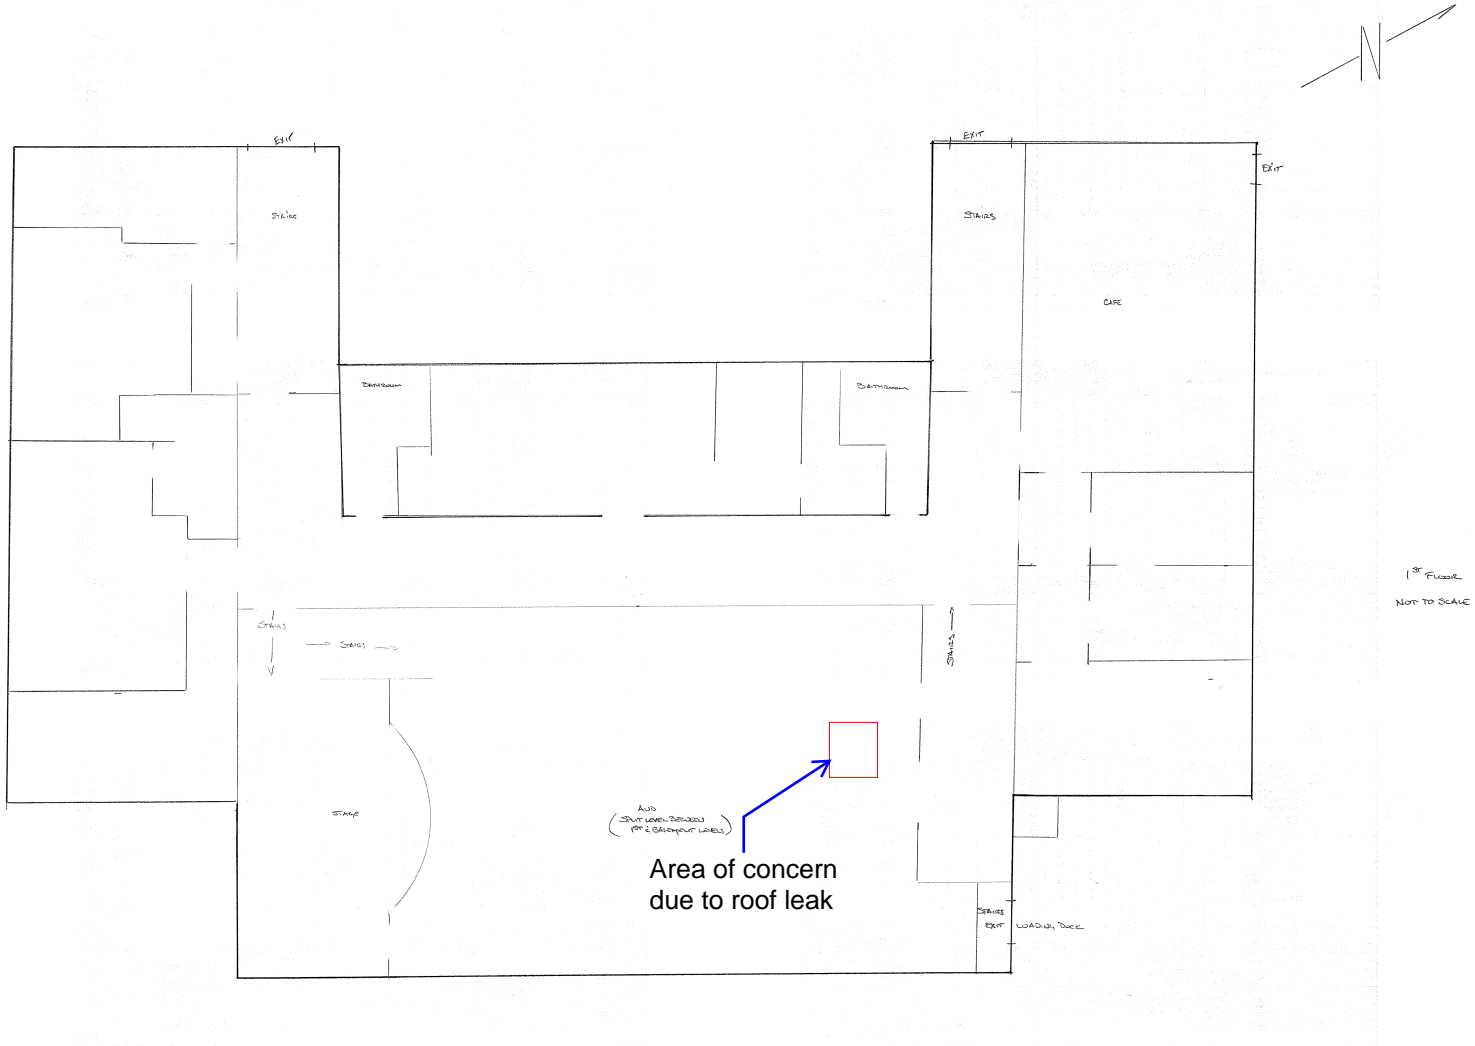 N
EXIT
EXIT
EXIT
STAIRS
STAIRS
CAFE
BATHROOM
BATHROOM
1ST FLOOR
NOT TO SCALE
STAIRS
STAIRS
STAIRS
STAGE
AUD
(SPLIT LEVEL BETWEEN
1ST & BASEMENT LEVELS)
Area of concern
due to roof leak
STAIRS
EXIT
LOADING DOCK